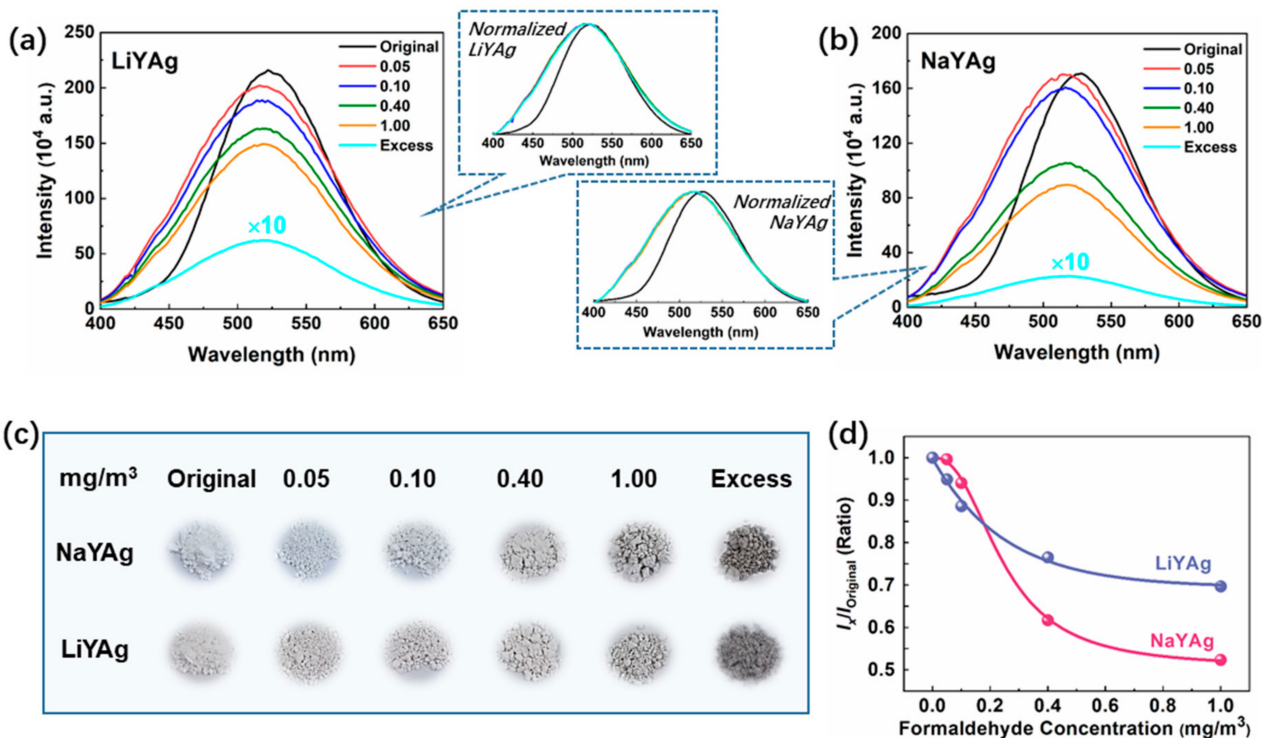 (a)
LiYAg
Original
0.05
0.10
0.40
1.00
Excess
×10
250
200
150
100
50
0
400 450 500 550 600 650
Intensity (10⁴ a.u.)
Wavelength (nm)
Normalized
LiYAg
400 450 500 550 600 650
Wavelength (nm)
Normalized
NaYAg
400 450 500 550 600 650
Wavelength (nm)
(b)
NaYAg
Original
0.05
0.10
0.40
1.00
Excess
×10
200
160
120
80
40
0
400 450 500 550 600 650
Intensity (10⁴ a.u.)
Wavelength (nm)
(c)
mg/m³ Original 0.05 0.10 0.40 1.00 Excess
NaYAg
LiYAg
(d)
1.0
0.9
0.8
0.7
0.6
0.5
LiYAg
NaYAg
0.0 0.2 0.4 0.6 0.8 1.0
Iₓ/I_Original (Ratio)
Formaldehyde Concentration (mg/m³)